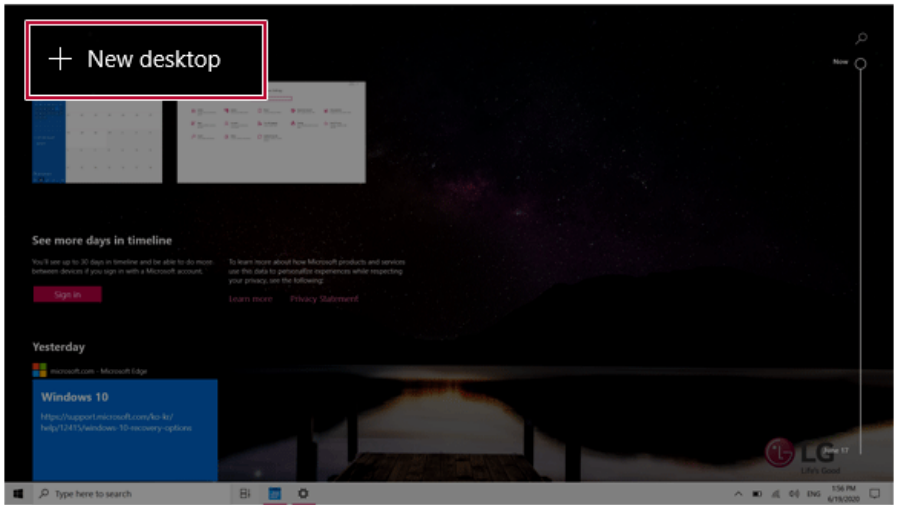 New desktop
Now
See more days in timeline
You'll see up to 30 days in timeline and be able to do more
between devices if you sign in with a Microsoft account.
Sign in
To learn more about how Microsoft products and services
use this data to personalize experiences while respecting
your privacy, see the following:
Learn more Privacy Statement
Yesterday
microsoft.com - Microsoft Edge
Windows 10
https://support.microsoft.com/ko-kr/
help/12415/windows-10-recovery-options
LG
June 17
Life's Good
Type here to search
ENG
1:56 PM
6/19/2020